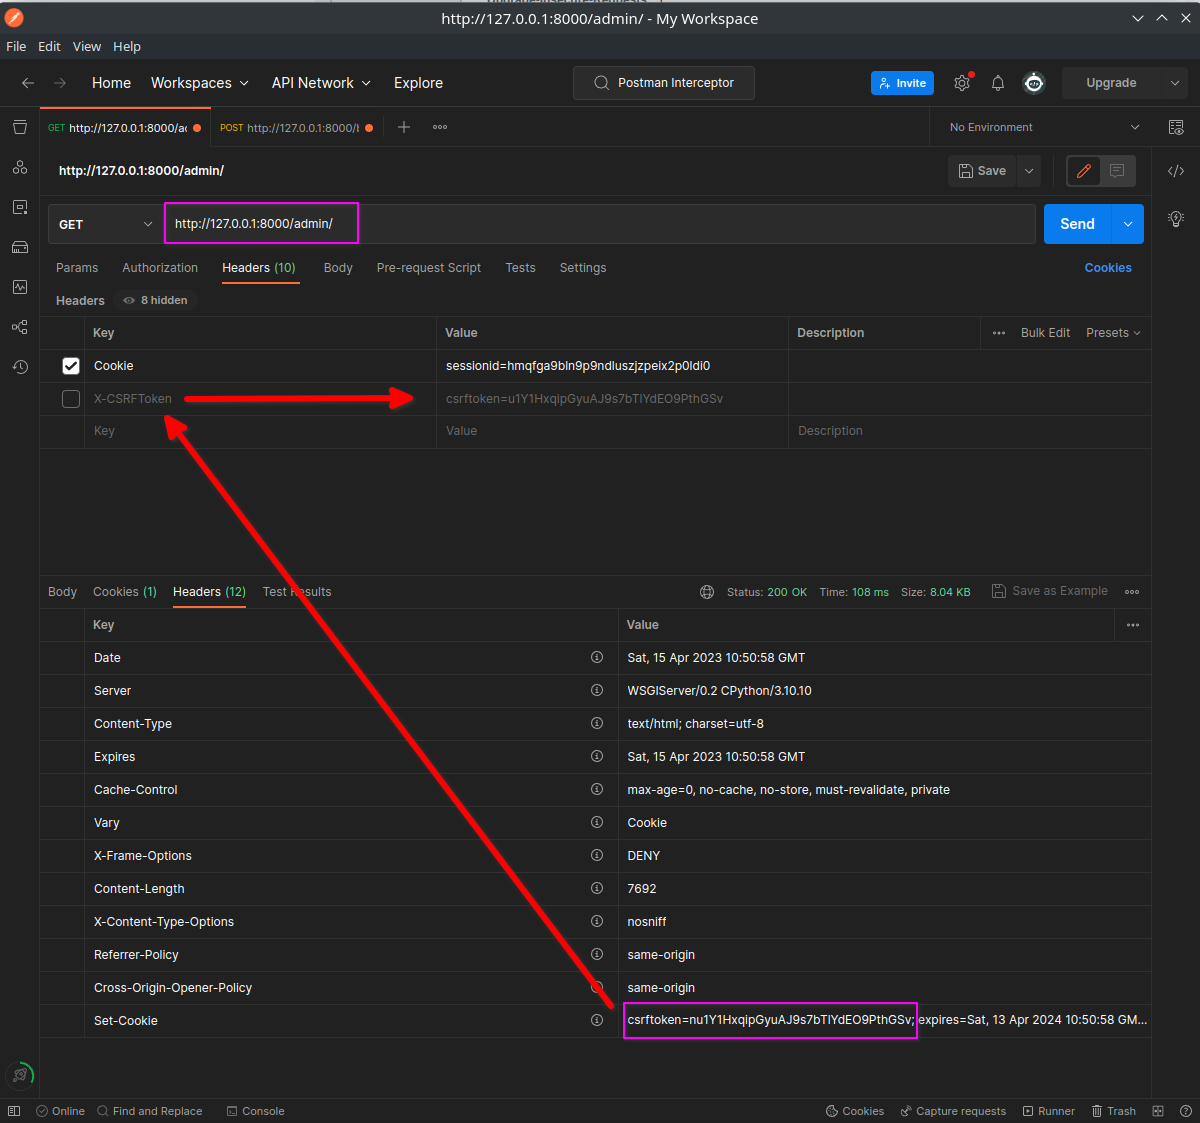 http://127.0.0.1:8000/admin/ - My Workspace
File Edit View Help
Home Workspaces API Network Explore Postman Interceptor Invite Upgrade
GET http://127.0.0.1:8000/ac POST http://127.0.0.1:8000/l No Environment
http://127.0.0.1:8000/admin/ Save
GET http://127.0.0.1:8000/admin/ Send
Params Authorization Headers (10) Body Pre-request Script Tests Settings Cookies
Headers 8 hidden
Key Value Description Bulk Edit Presets
Cookie sessionid=hmqfga9bln9p9ndluszjzpeix2p0ldi0
X-CSRFToken csrftoken=u1Y1HxqipGyuAJ9s7bTlYdEO9PthGSv
Key Value Description
Body Cookies (1) Headers (12) Test Results Status: 200 OK Time: 108 ms Size: 8.04 KB Save as Example
Key Value
Date Sat, 15 Apr 2023 10:50:58 GMT
Server WSGIServer/0.2 CPython/3.10.10
Content-Type text/html; charset=utf-8
Expires Sat, 15 Apr 2023 10:50:58 GMT
Cache-Control max-age=0, no-cache, no-store, must-revalidate, private
Vary Cookie
X-Frame-Options DENY
Content-Length 7692
X-Content-Type-Options nosniff
Referrer-Policy same-origin
Cross-Origin-Opener-Policy same-origin
Set-Cookie csrftoken=nu1Y1HxqipGyuAJ9s7bTlYdEO9PthGSv; expires=Sat, 13 Apr 2024 10:50:58 GM...
Online Find and Replace Console Cookies Capture requests Runner Trash